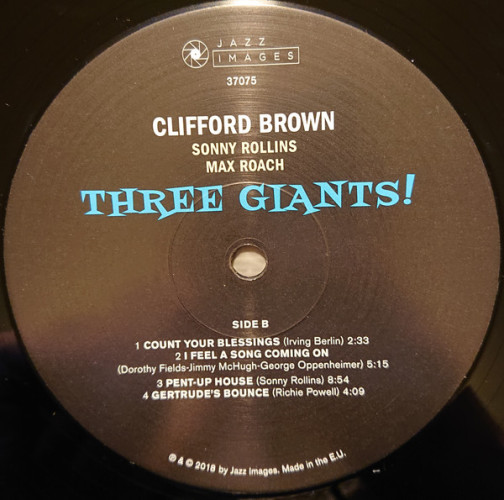 JAZZ
IMAGES
37075
CLIFFORD BROWN
SONNY ROLLINS
MAX ROACH
THREE GIANTS!
SIDE B
1 COUNT YOUR BLESSINGS (Irving Berlin) 2:33
2 I FEEL A SONG COMING ON
(Dorothy Fields-Jimmy McHugh-George Oppenheimer) 5:15
3 PENT-UP HOUSE (Sonny Rollins) 8:54
4 GERTRUDE'S BOUNCE (Richie Powell) 4:09
℗ & © 2018 by Jazz Images. Made in the E.U.